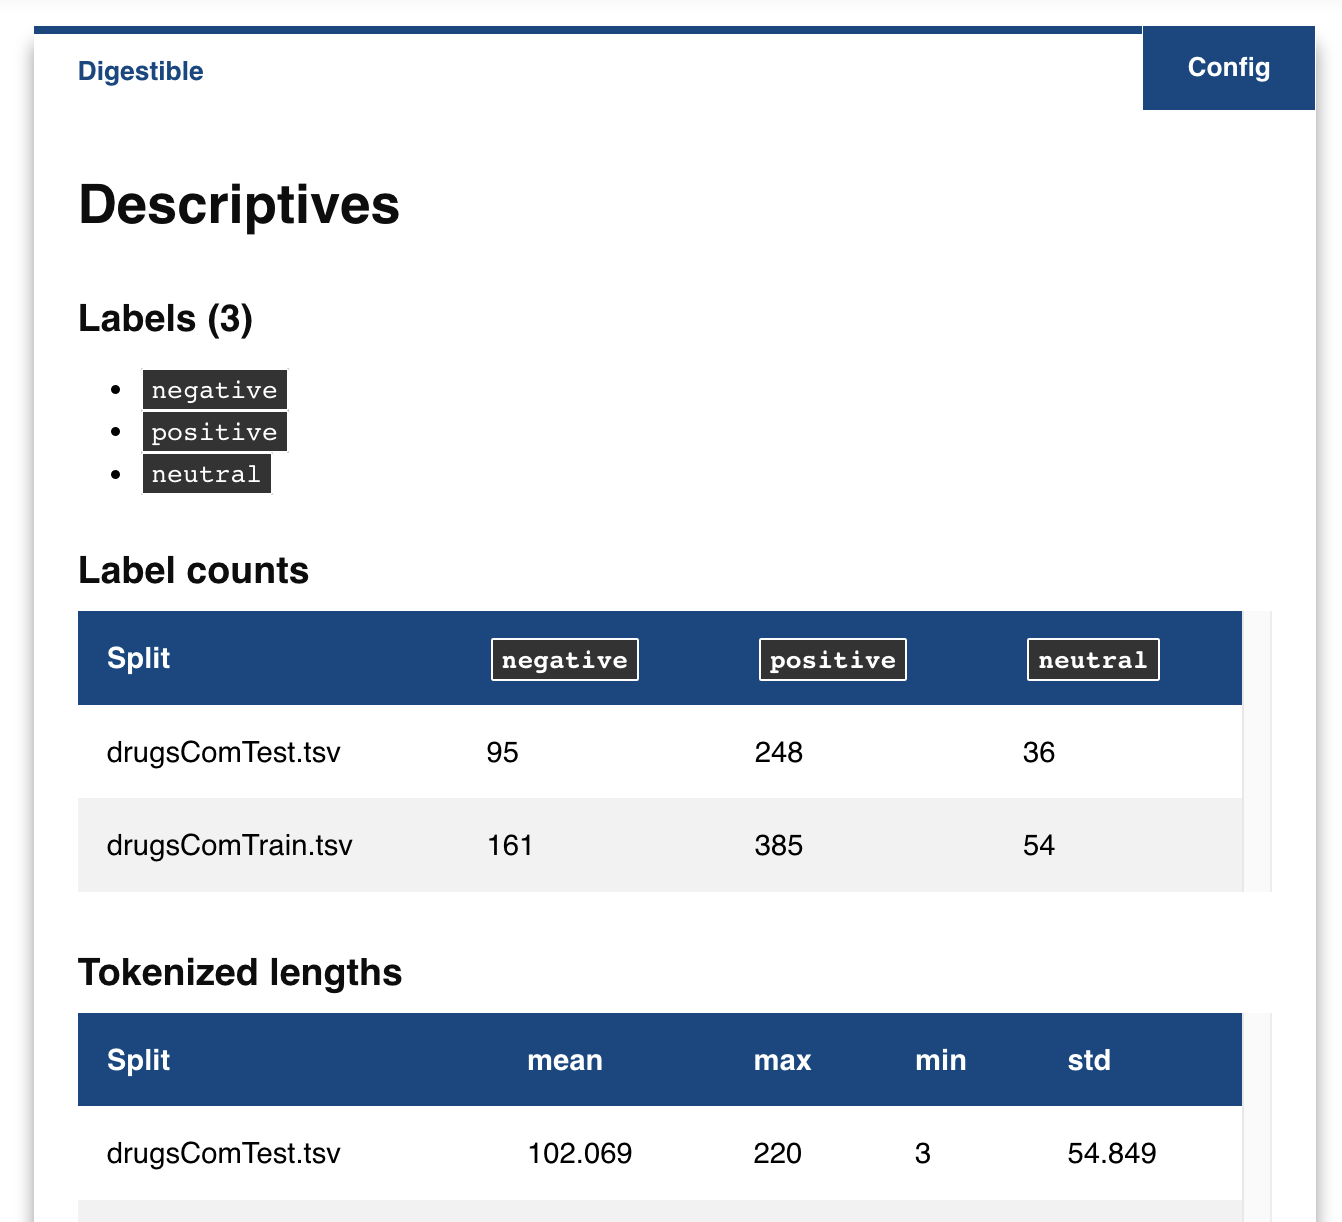 Digestible
Config
Descriptives
Labels (3)
negative
positive
neutral
Label counts
Split negative positive neutral
drugsComTest.tsv 95 248 36
drugsComTrain.tsv 161 385 54
Tokenized lengths
Split mean max min std
drugsComTest.tsv 102.069 220 3 54.849